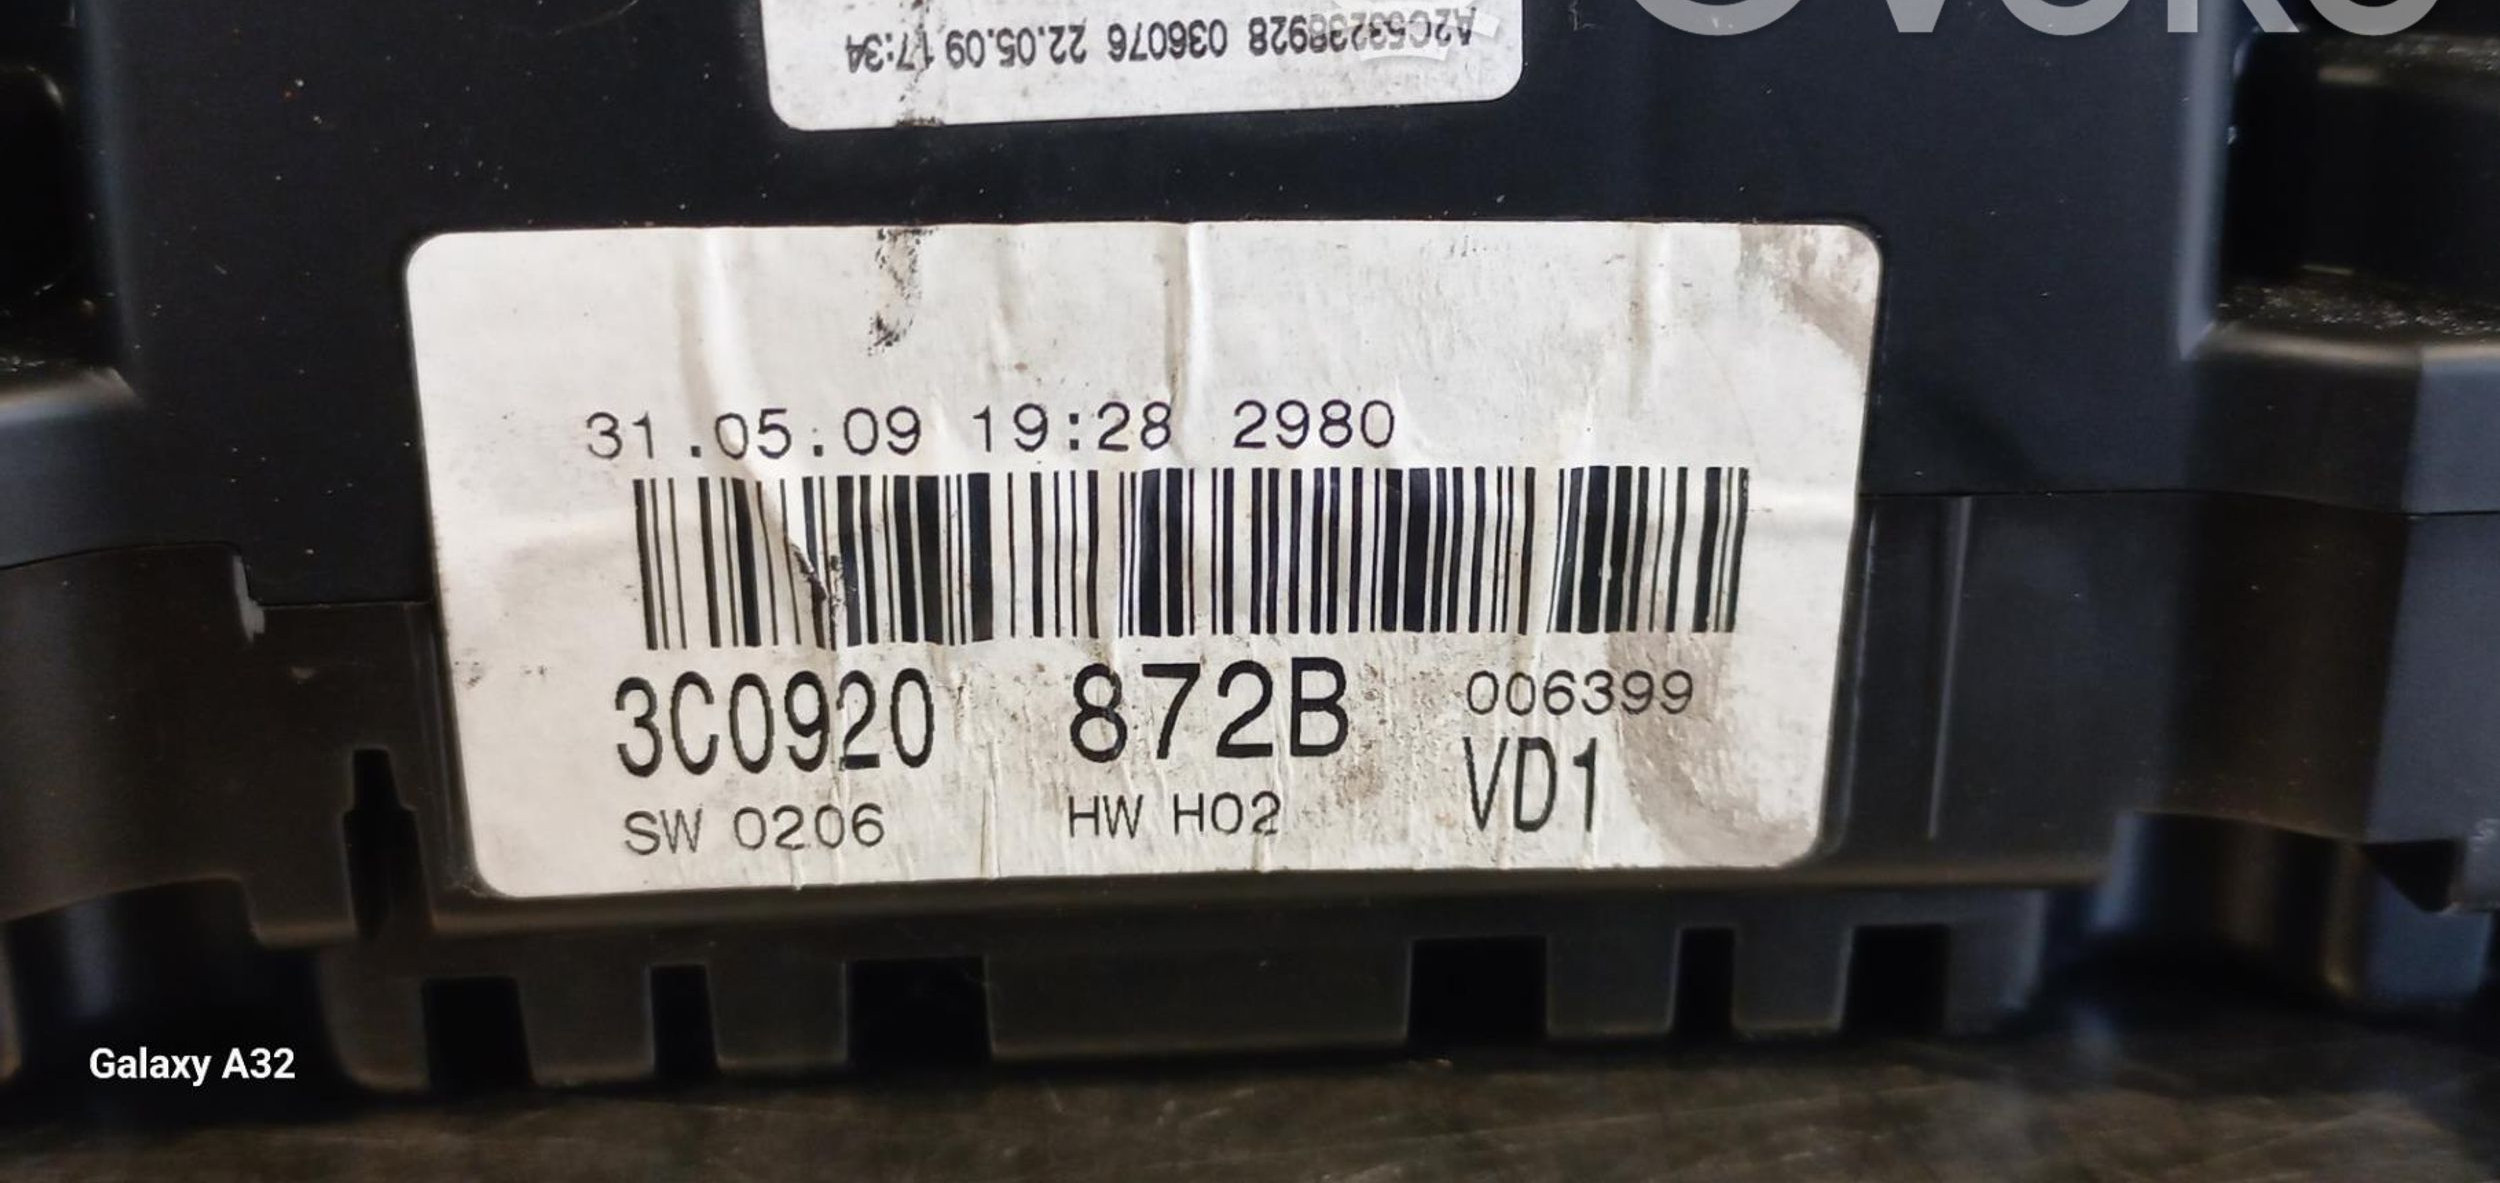 A2C53238928 036076 22.05.09 17:34
31.05.09 19:28 2980
3C0920 872B 006399
VD1
SW 0206 HW H02
Galaxy A32